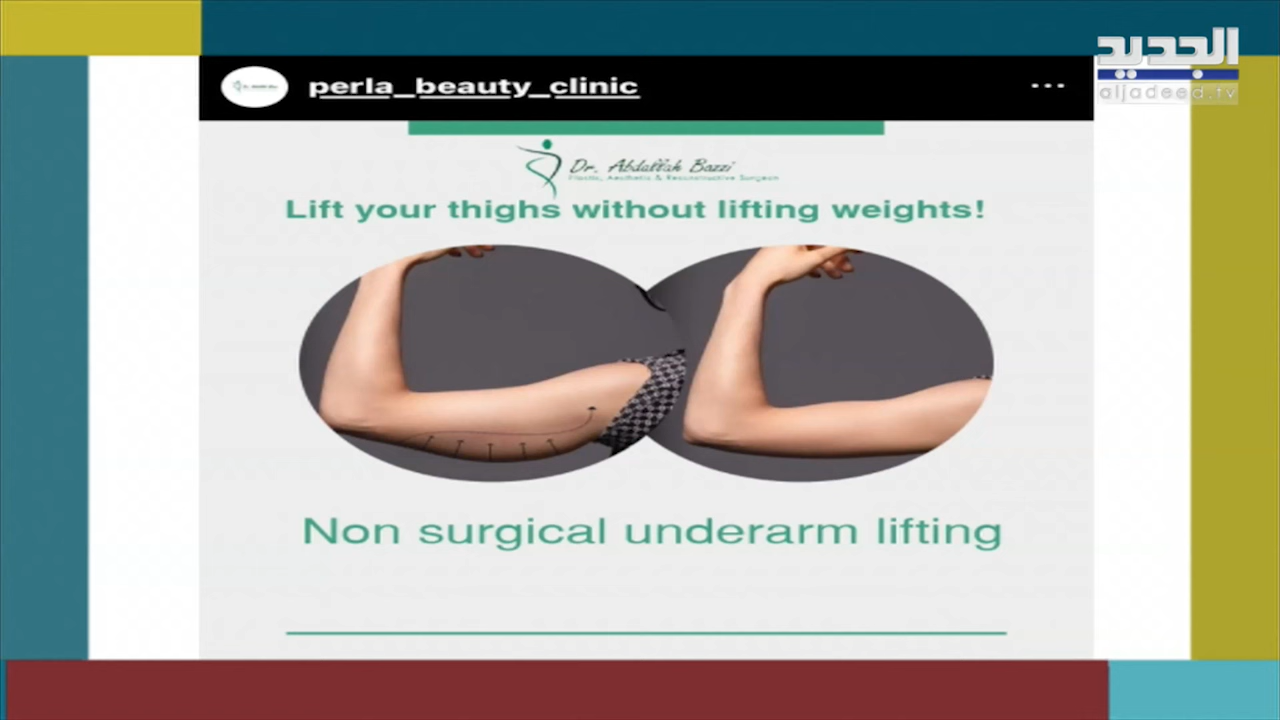 الجديد
aljadeed.tv
perla_beauty_clinic
Dr. Abdallah Bazzi
Plastic, Aesthetic & Reconstructive Surgeon
Lift your thighs without lifting weights!
Non surgical underarm lifting